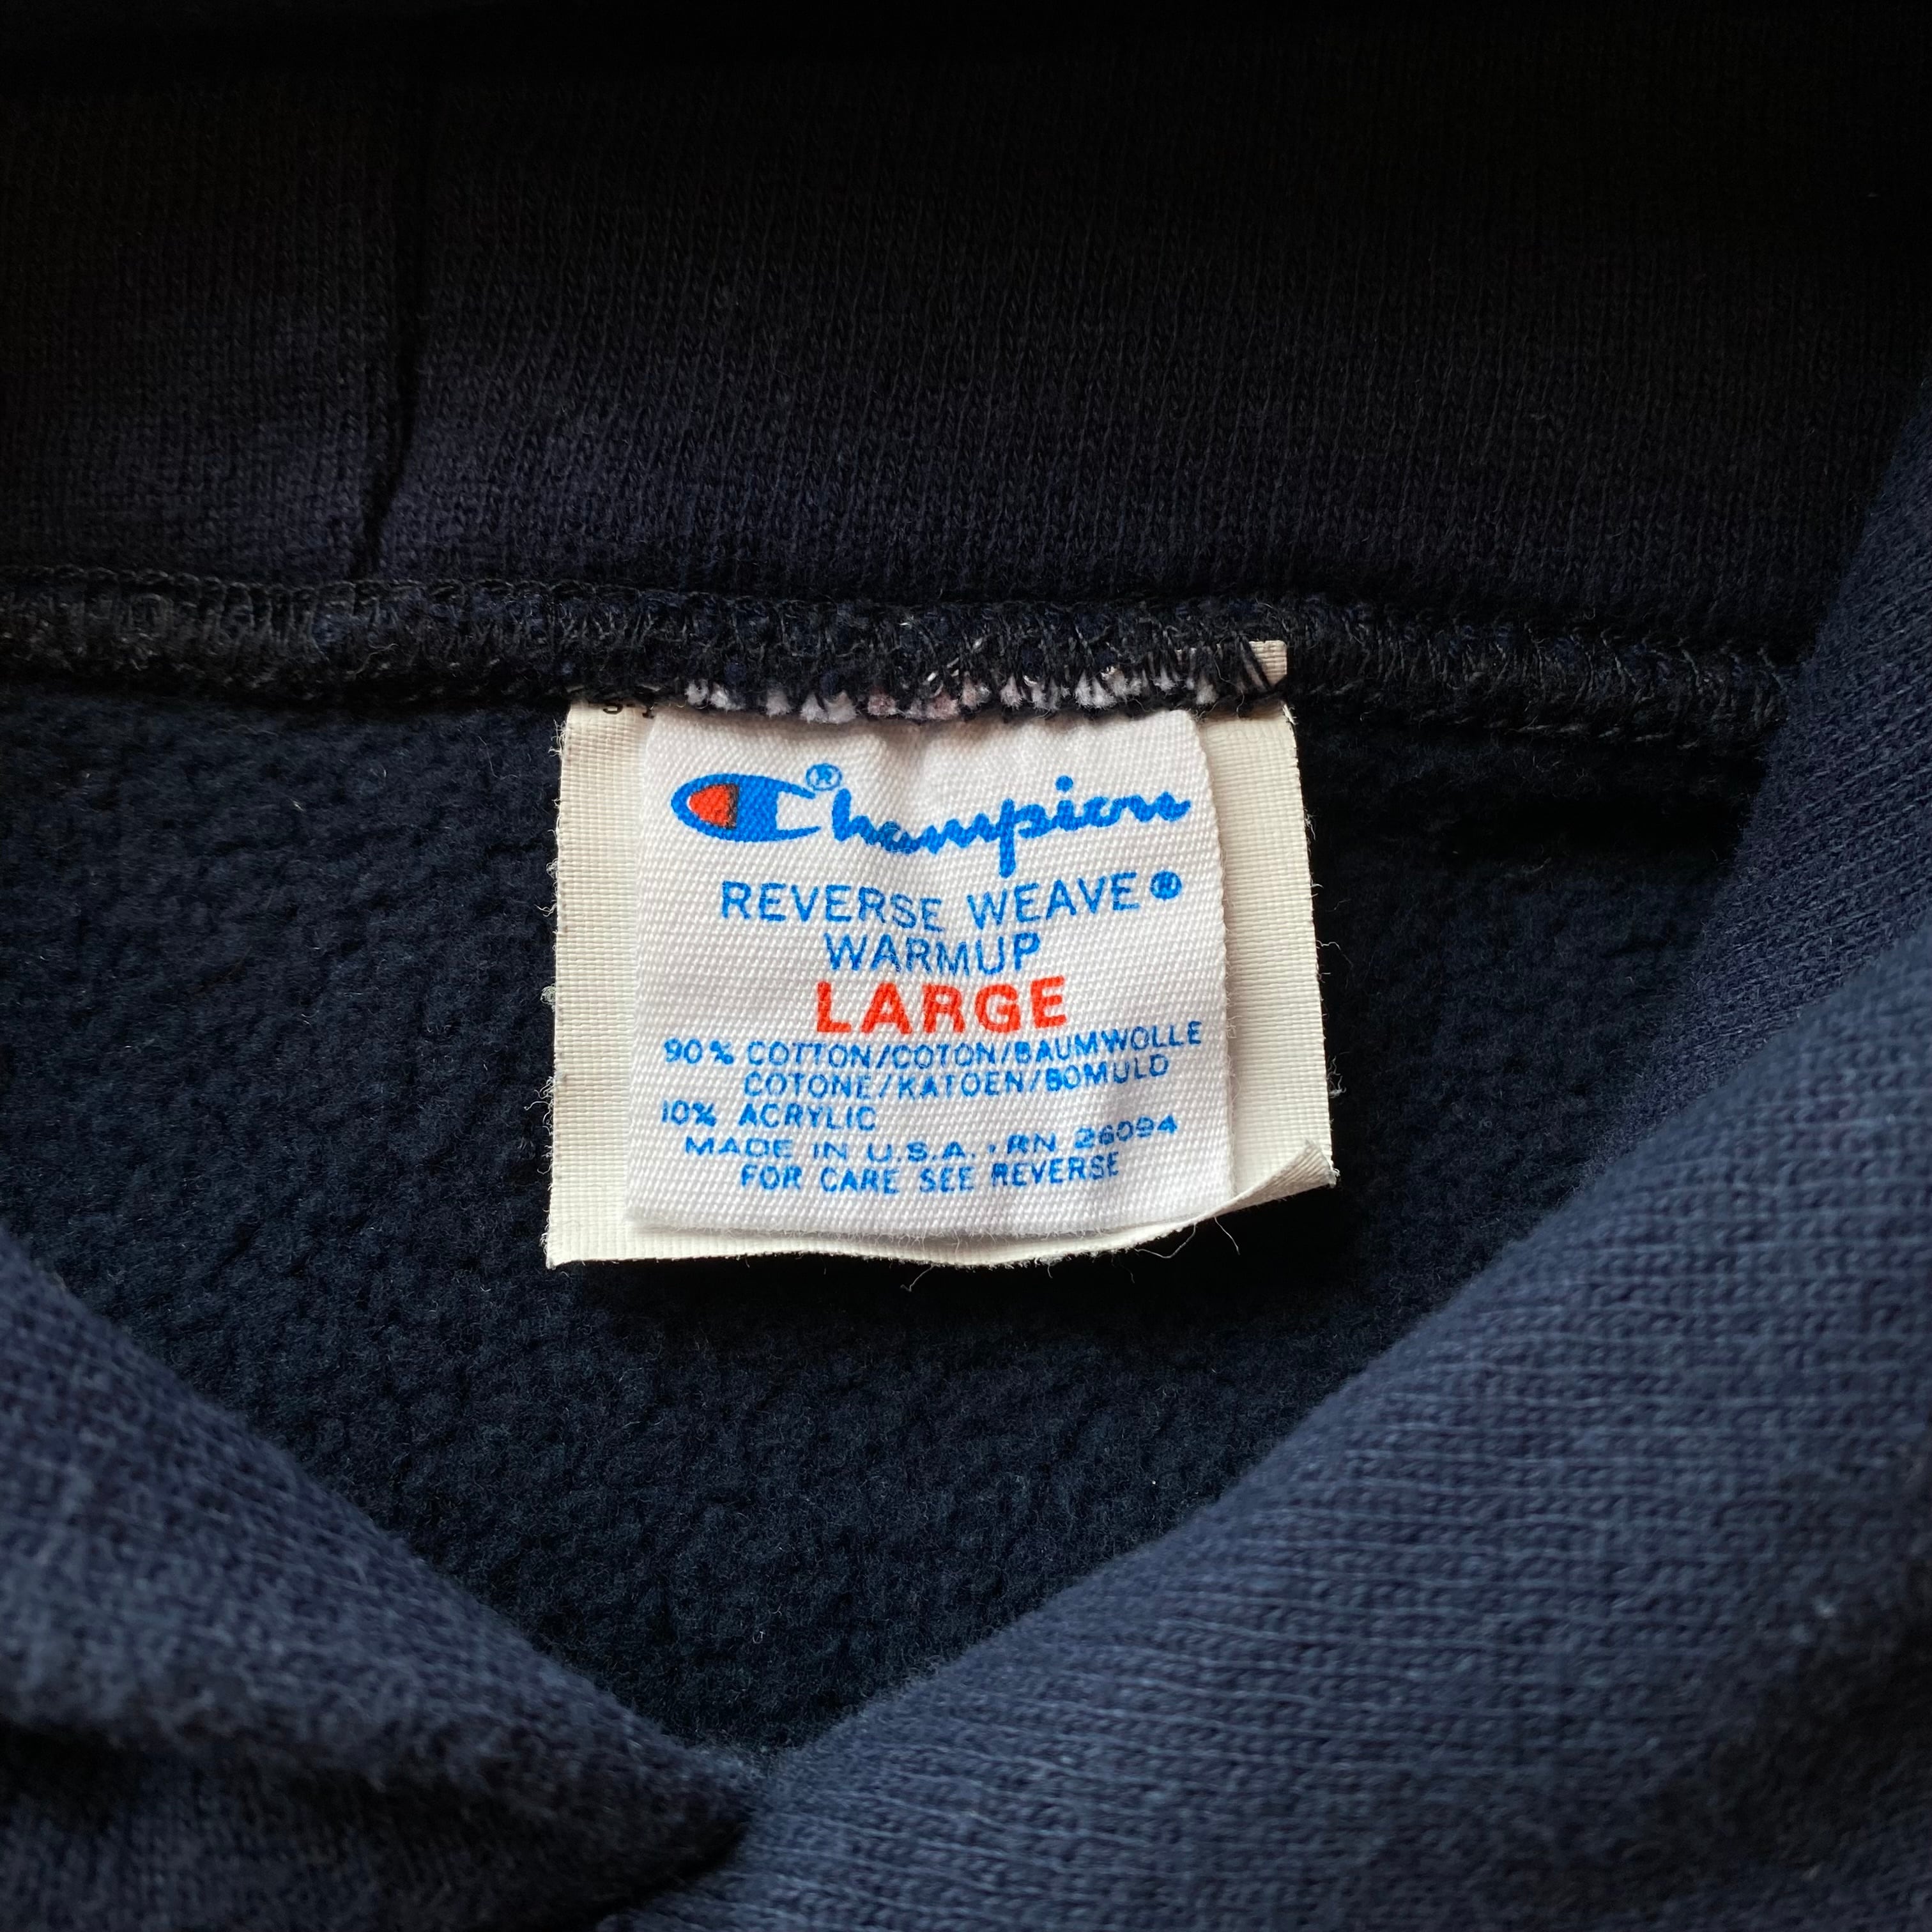 Champion®
REVERSE WEAVE®
WARMUP
LARGE
90% COTTON/COTON/BAUMWOLLE
COTONE/KATOEN/BOMULD
10% ACRYLIC
MADE IN U.S.A. · RN 26094
FOR CARE SEE REVERSE